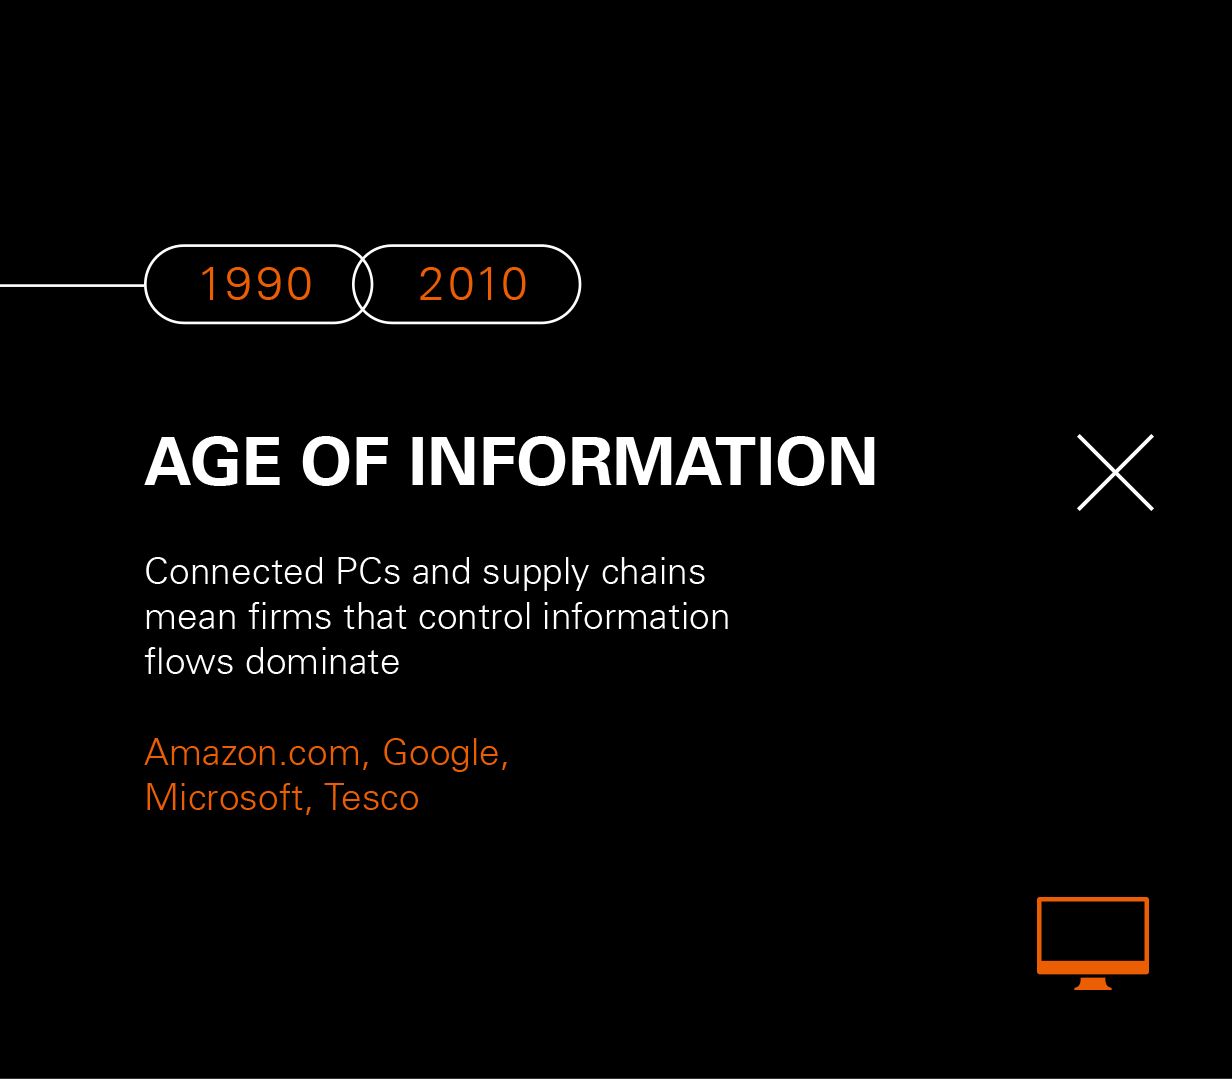 1990 2010
AGE OF INFORMATION
Connected PCs and supply chains
mean firms that control information
flows dominate
Amazon.com, Google,
Microsoft, Tesco